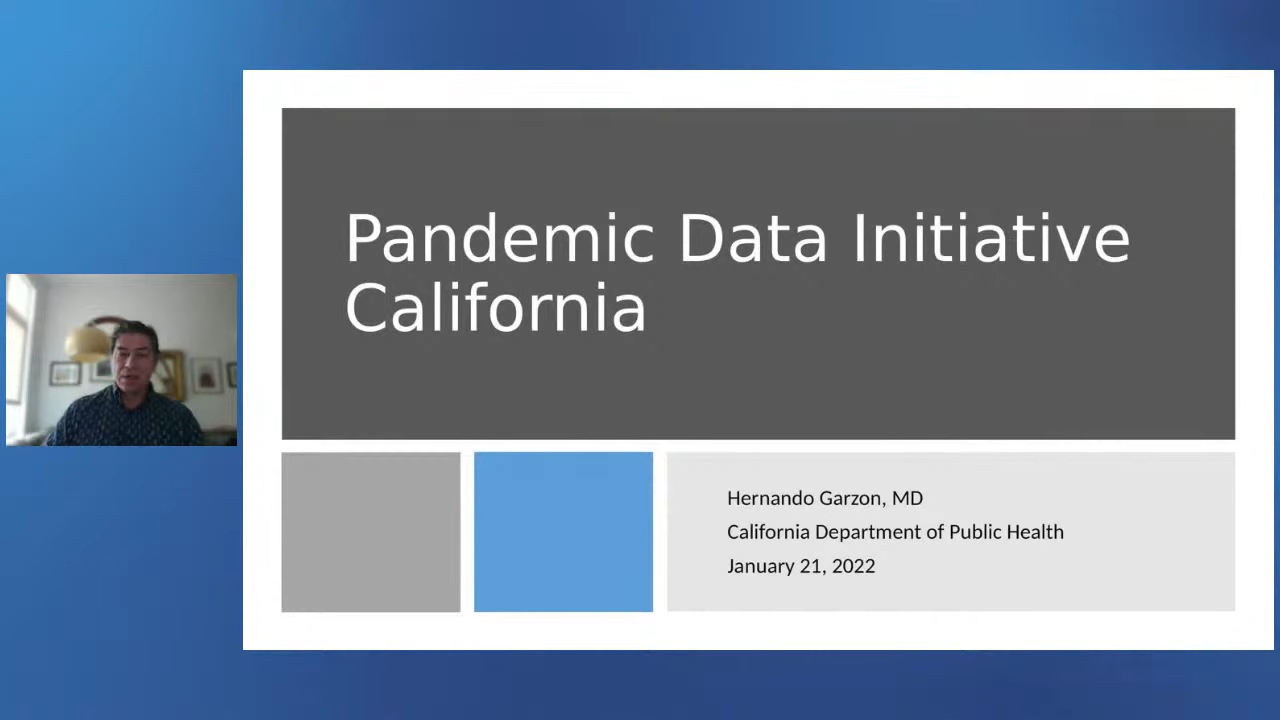 Pandemic Data Initiative
California
Hernando Garzon, MD
California Department of Public Health
January 21, 2022